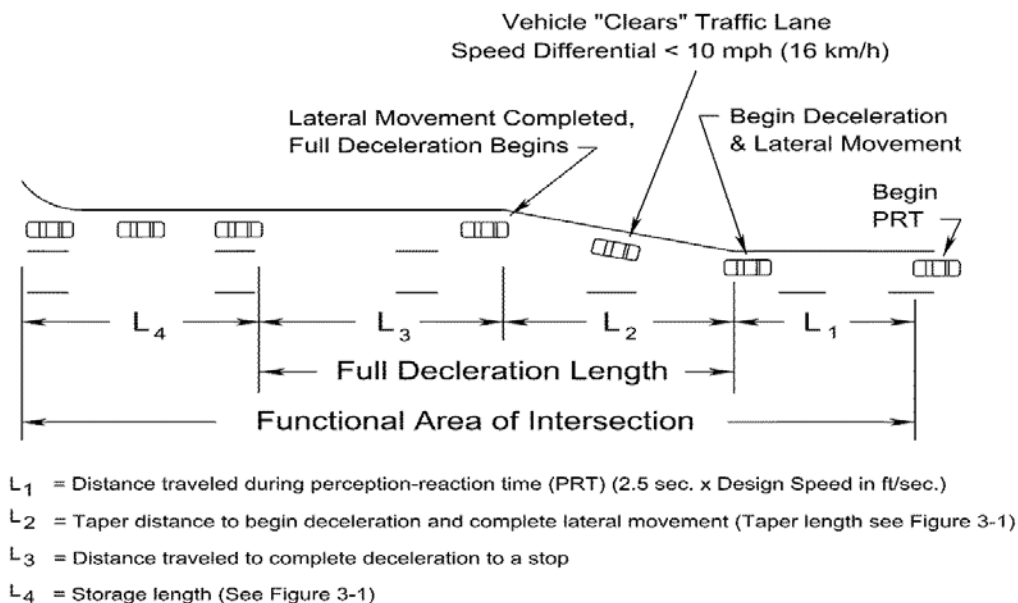 Vehicle "Clears" Traffic Lane
Speed Differential < 10 mph (16 km/h)
Lateral Movement Completed,
Full Deceleration Begins
Begin Deceleration
& Lateral Movement
Begin
PRT
L4
L3
L2
L1
Full Decleration Length
Functional Area of Intersection
L1 = Distance traveled during perception-reaction time (PRT) (2.5 sec. x Design Speed in ft/sec.)
L2 = Taper distance to begin deceleration and complete lateral movement (Taper length see Figure 3-1)
L3 = Distance traveled to complete deceleration to a stop
L4 = Storage length (See Figure 3-1)